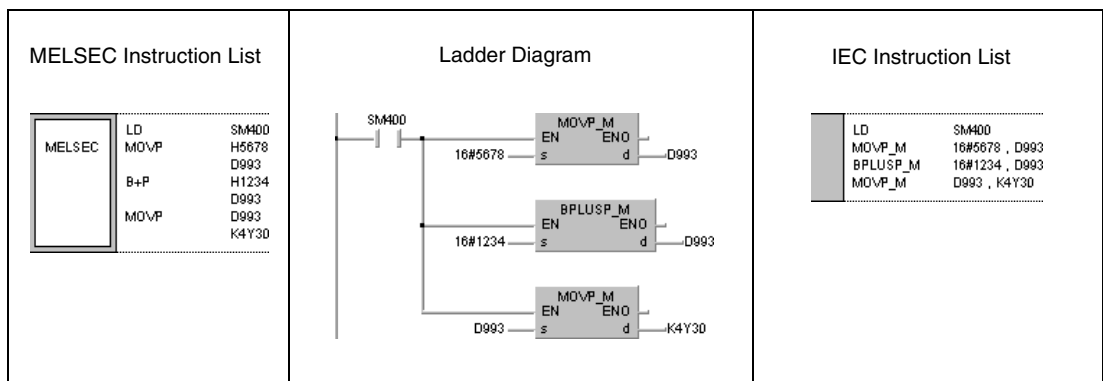 MELSEC Instruction List
MELSEC
LD SM400
MOVP H5678
D993
B+P H1234
D993
MOVP D993
K4Y30
Ladder Diagram
SM400
MOVP_M
EN ENO
16#5678 s d D993
BPLUSP_M
EN ENO
16#1234 s d D993
MOVP_M
EN ENO
D993 s d K4Y30
IEC Instruction List
LD SM400
MOVP_M 16#5678 , D993
BPLUSP_M 16#1234 , D993
MOVP_M D993 , K4Y30